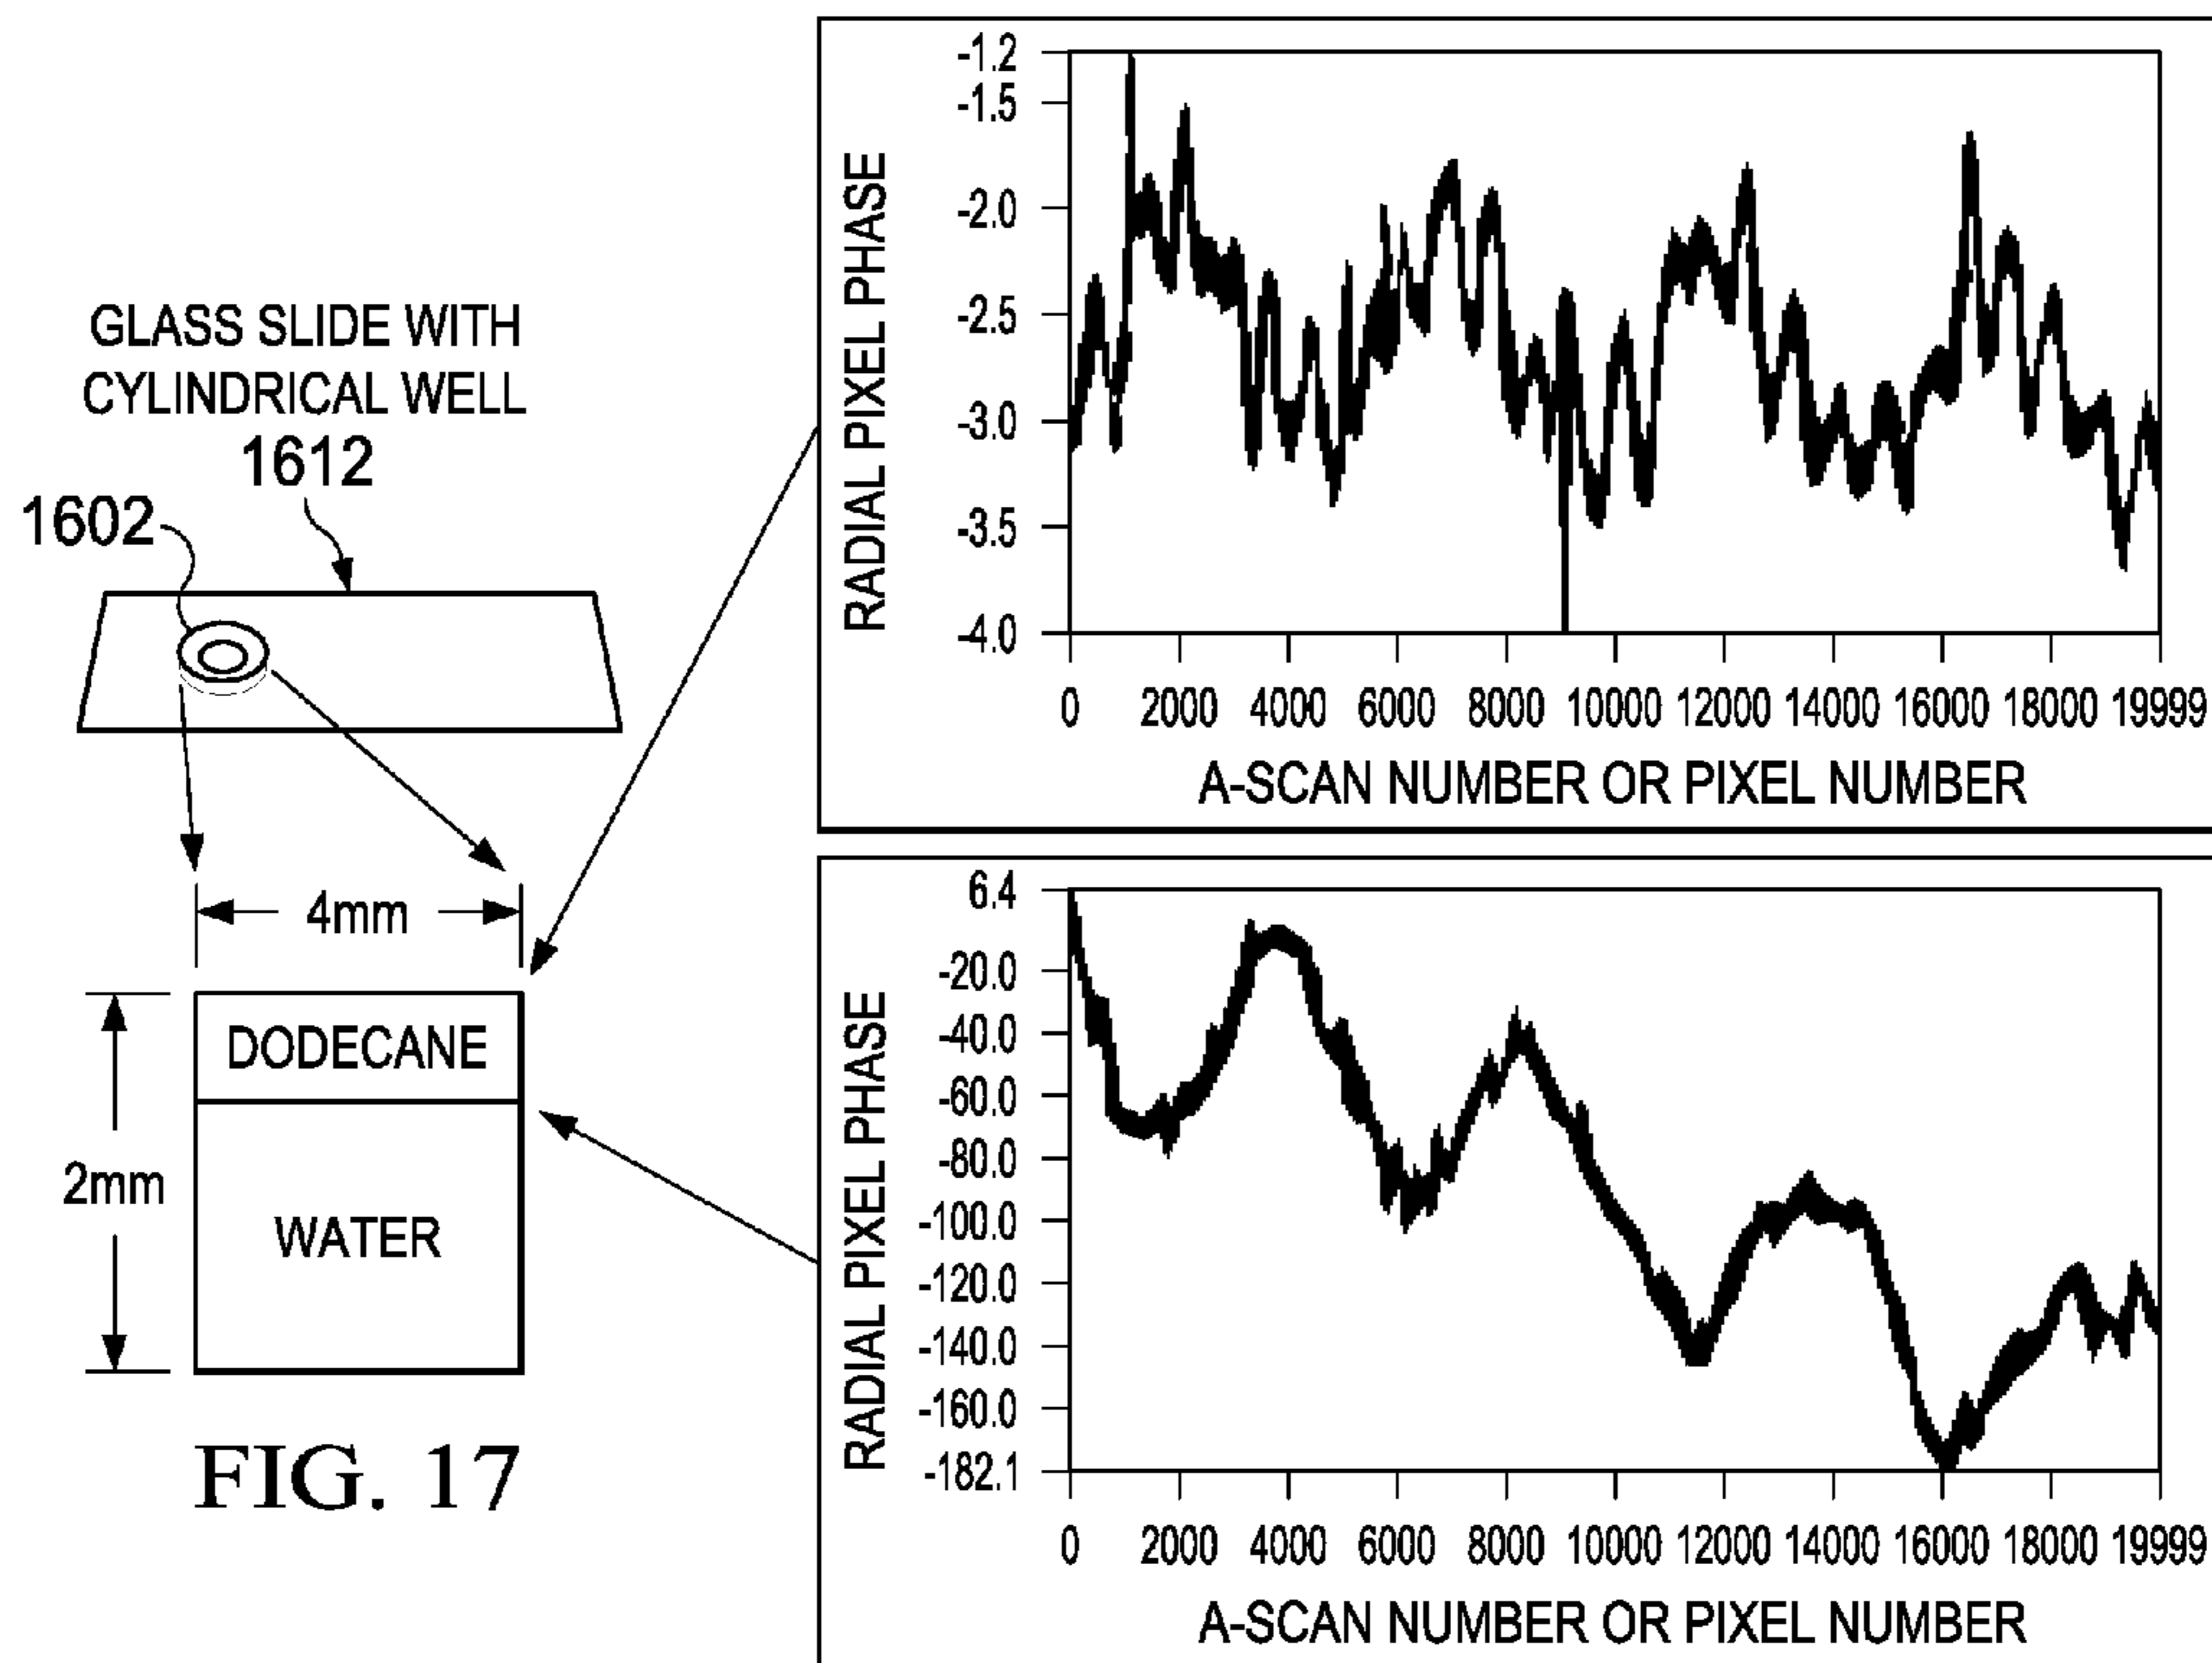 GLASS SLIDE WITH
CYLINDRICAL WELL
1612
1602
4mm
DODECANE
2mm
WATER
FIG. 17
RADIAL PIXEL PHASE
-1.2
-1.5
-2.0
-2.5
-3.0
-3.5
-4.0
0 2000 4000 6000 8000 10000 12000 14000 16000 18000 19999
A-SCAN NUMBER OR PIXEL NUMBER
RADIAL PIXEL PHASE
6.4
-20.0
-40.0
-60.0
-80.0
-100.0
-120.0
-140.0
-160.0
-182.1
0 2000 4000 6000 8000 10000 12000 14000 16000 18000 19999
A-SCAN NUMBER OR PIXEL NUMBER